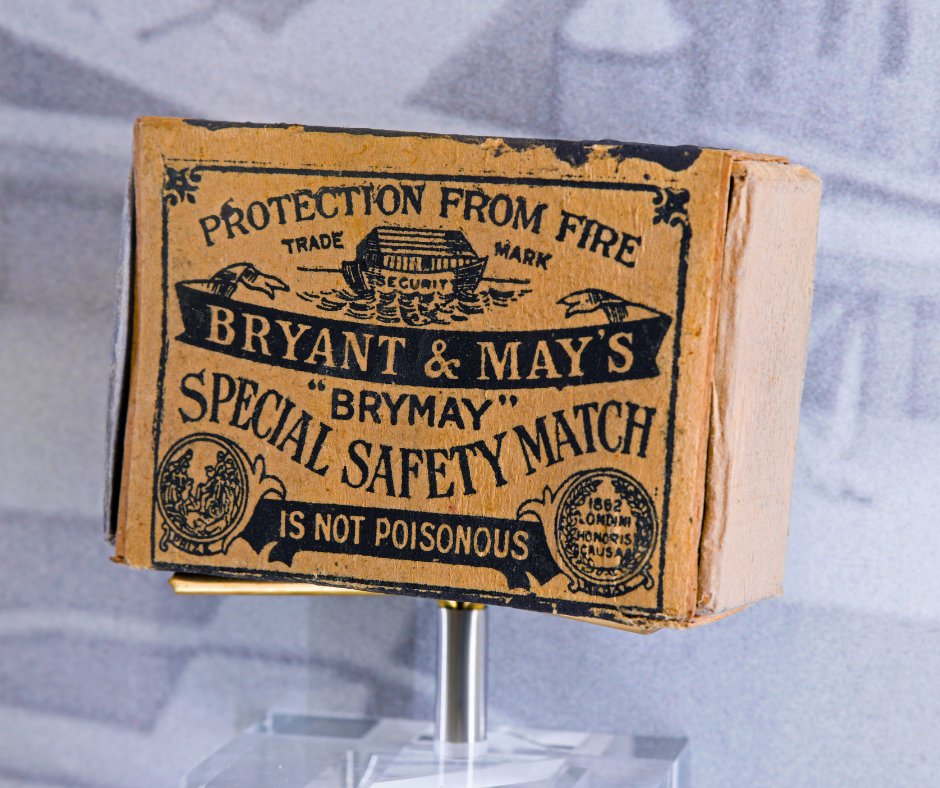 PROTECTION FROM FIRE
TRADE MARK
SECURITY
BRYANT & MAY'S
"BRYMAY"
SPECIAL SAFETY MATCH
IS NOT POISONOUS
1862
LONDINI
HONORIS
CAUSA